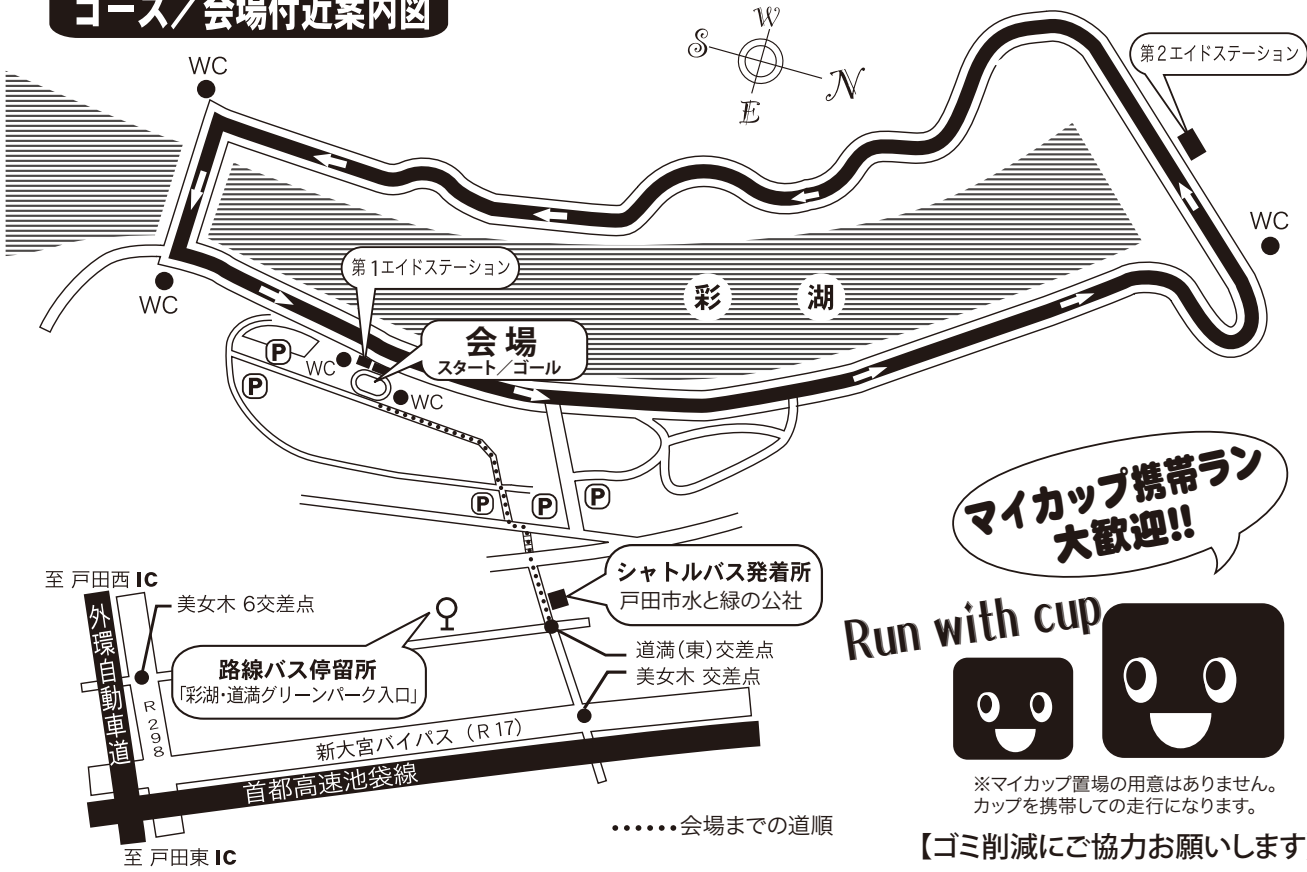 コース／会場付近案内図
WC
W
S
N
E
第2エイドステーション
WC
WC
第1エイドステーション
彩湖
会場
スタート／ゴール
P
WC
P
WC
P
P
P
マイカップ携帯ラン
大歓迎!!
Run with cup
シャトルバス発着所
戸田市水と緑の公社
至 戸田西 IC
外環自動車道
美女木 6交差点
R298
路線バス停留所
「彩湖・道満グリーンパーク入口」
道満（東）交差点
美女木 交差点
新大宮バイパス（R17）
首都高速池袋線
至 戸田東 IC
……会場までの道順
※マイカップ置場の用意はありません。
カップを携帯しての走行になります。
【ゴミ削減にご協力お願いします